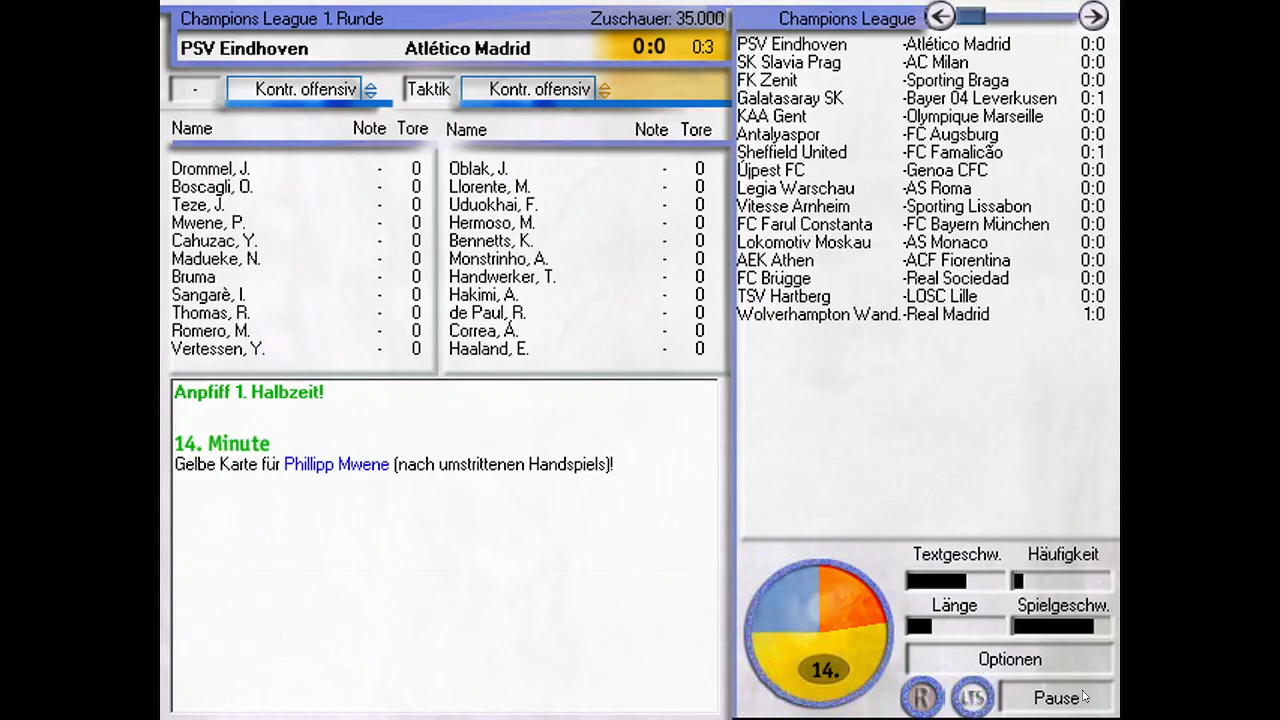 Champions League 1. Runde Zuschauer: 35.000
PSV Eindhoven Atlético Madrid 0:0 0:3
- Kontr. offensiv Taktik Kontr. offensiv
Name Note Tore Name Note Tore
Drommel, J. - 0 Oblak, J. - 0
Boscagli, O. - 0 Llorente, M. - 0
Teze, J. - 0 Uduokhai, F. - 0
Mwene, P. - 0 Hermoso, M. - 0
Cahuzac, Y. - 0 Bennetts, K. - 0
Madueke, N. - 0 Monstrinho, A. - 0
Bruma - 0 Handwerker, T. - 0
Sangarè, I. - 0 Hakimi, A. - 0
Thomas, R. - 0 de Paul, R. - 0
Romero, M. - 0 Correa, Á. - 0
Vertessen, Y. - 0 Haaland, E. - 0
Anpfiff 1. Halbzeit!
14. Minute
Gelbe Karte für Phillipp Mwene (nach umstrittenen Handspiels)!
Champions League
PSV Eindhoven -Atlético Madrid 0:0
SK Slavia Prag -AC Milan 0:0
FK Zenit -Sporting Braga 0:0
Galatasaray SK -Bayer 04 Leverkusen 0:1
KAA Gent -Olympique Marseille 0:0
Antalyaspor -FC Augsburg 0:0
Sheffield United -FC Famalicão 0:1
Újpest FC -Genoa CFC 0:0
Legia Warschau -AS Roma 0:0
Vitesse Arnheim -Sporting Lissabon 0:0
FC Farul Constanta -FC Bayern München 0:0
Lokomotiv Moskau -AS Monaco 0:0
AEK Athen -ACF Fiorentina 0:0
FC Brügge -Real Sociedad 0:0
TSV Hartberg -LOSC Lille 0:0
Wolverhampton Wand. -Real Madrid 1:0
Textgeschw. Häufigkeit
Länge Spielgeschw.
Optionen
14.
R LTS Pause